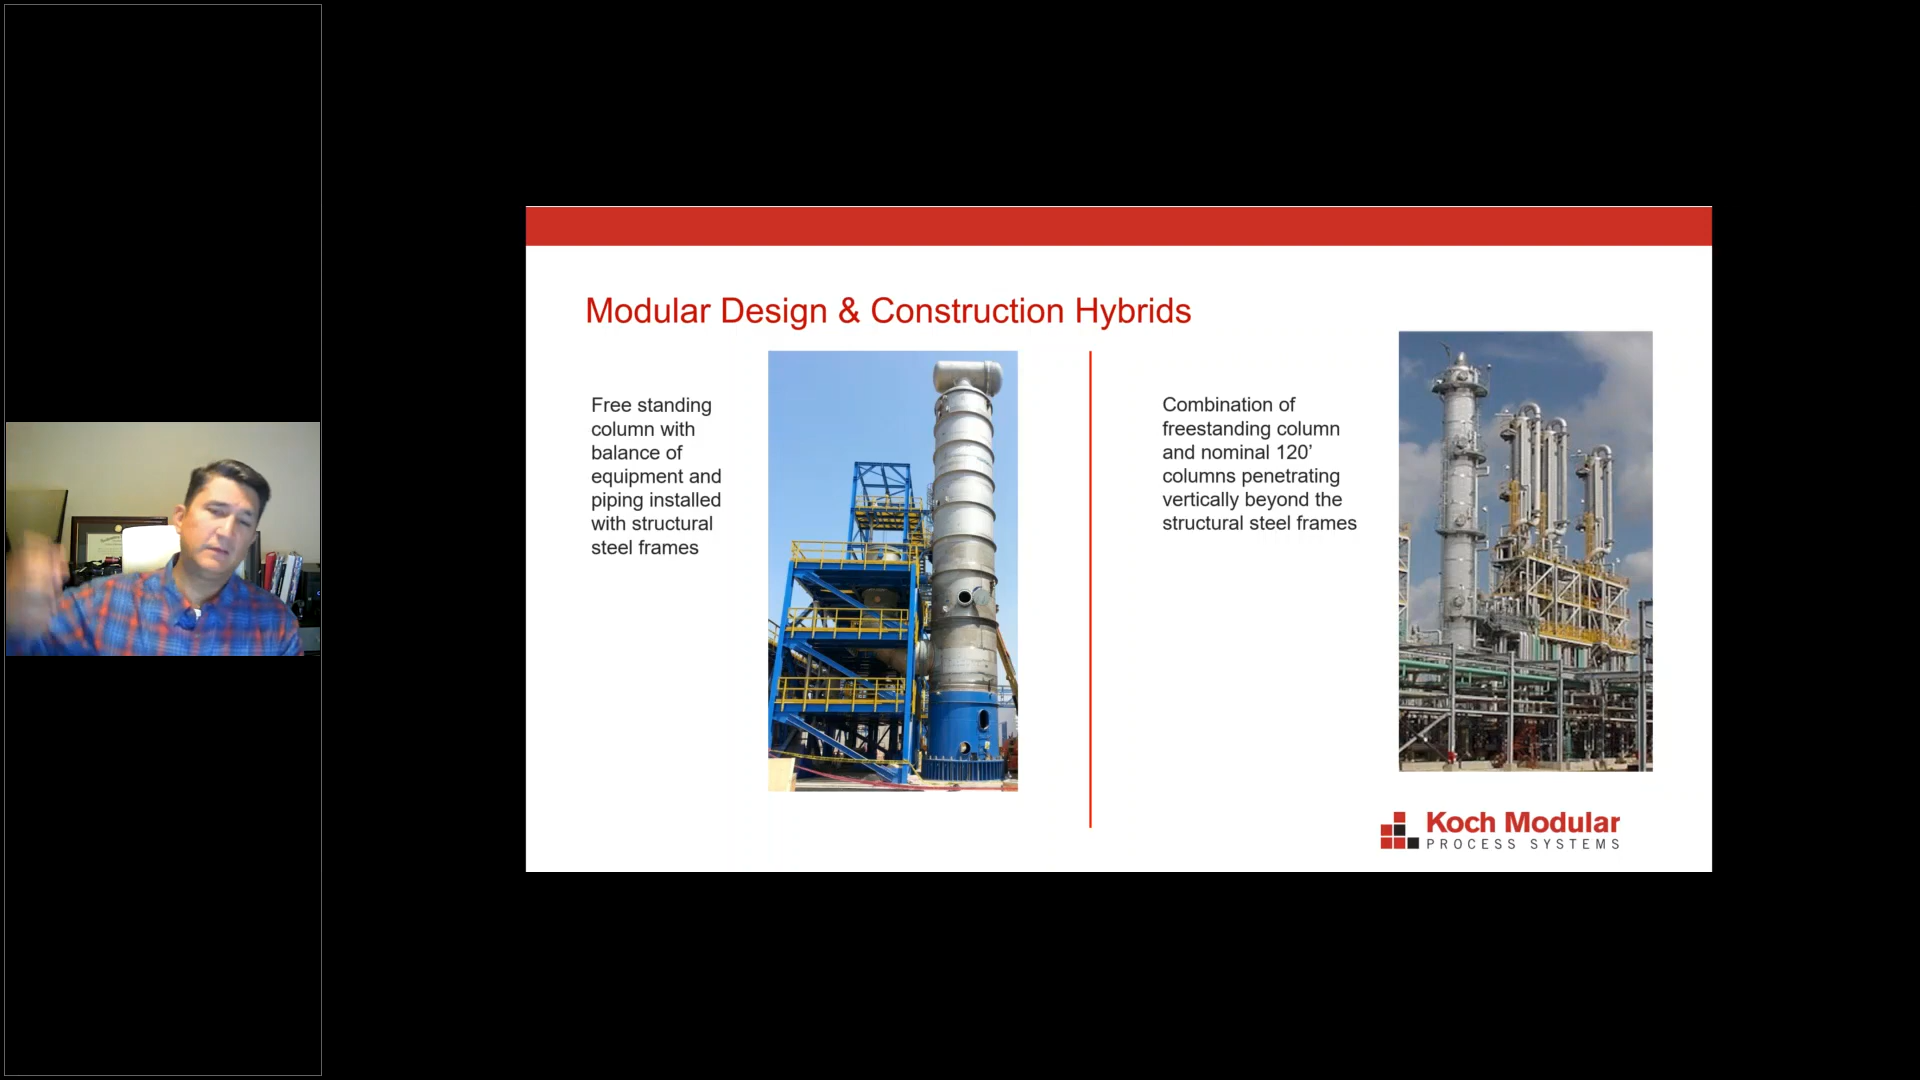 Modular Design & Construction Hybrids
Free standing
column with
balance of
equipment and
piping installed
with structural
steel frames
Combination of
freestanding column
and nominal 120’
columns penetrating
vertically beyond the
structural steel frames
Koch Modular
PROCESS SYSTEMS